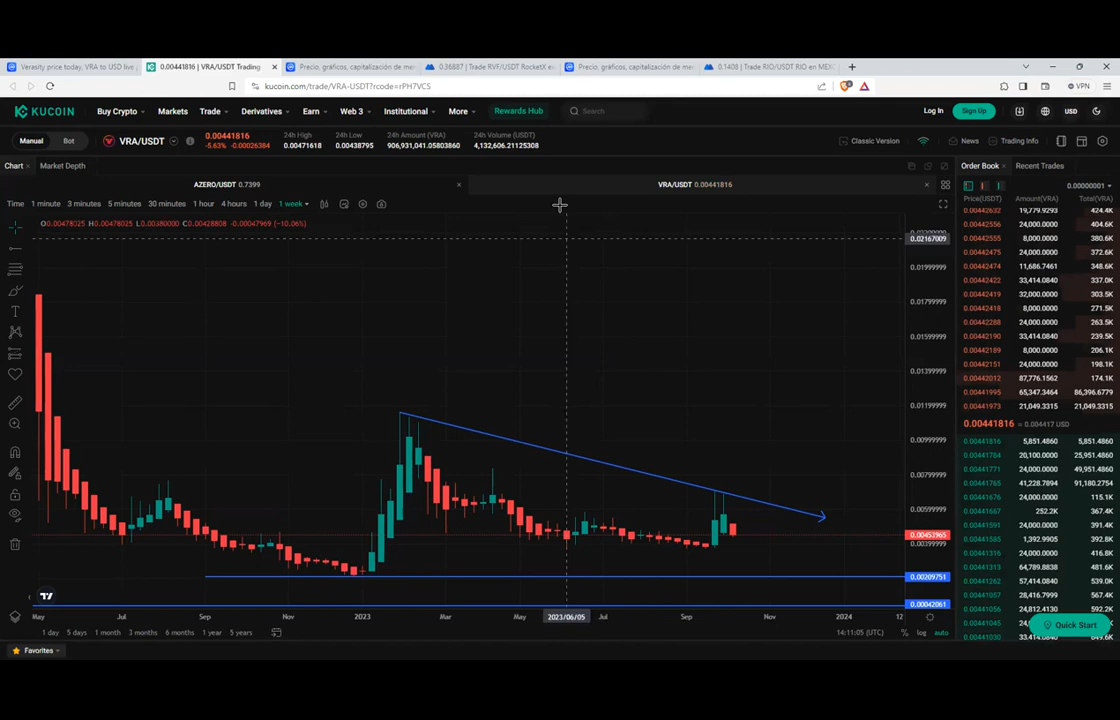 Verasity price today, VRA to USD live
0.00441816 | VRA/USDT Trading
Precio, gráficos, capitalización de me
0.36887 | Trade RVF/USDT RocketX e
Precio, gráficos, capitalización de me
0.1408 | Trade RIO/USDT RIO en MEX
kucoin.com/trade/VRA-USDT?code=rPH7VCS
VPN
KUCOIN Buy Crypto Markets Trade Derivatives Earn Web 3 Institutional More Rewards Hub Search Log In Sign Up USD
Manual Bot VRA/USDT
0.00441816
-5.63% -0.00026384
24h High
0.00471618
24h Low
0.00438795
24h Amount (VRA)
906,931,041.05803860
24h Volume (USDT)
4,132,606.21125308
Classic Version News Trading Info
Chart Market Depth
AZERO/USDT 0.7399 VRA/USDT 0.00441816
Time 1 minute 3 minutes 5 minutes 30 minutes 1 hour 4 hours 1 day 1 week
O0.00478025 H0.00478025 L0.00380000 C0.00428808 -0.00047969 (−10.06%)
0.02167009
0.01999999
0.01799999
0.01599999
0.01399999
0.01199999
0.00999999
0.00799999
0.00599999
0.00453965
0.00399999
0.00209751
0.00042061
May Jul Sep Nov 2023 Mar May 2023/06/05 Jul Sep Nov 2024 12
1 day 5 days 1 month 3 months 6 months 1 year 5 years
14:11:05 (UTC) % log auto
Favorites
Order Book Recent Trades
0.00000001
Price(USDT) Amount(VRA) Total(VRA)
0.00442632 19,779.9293 424.4K
0.00442556 24,000.0000 404.6K
0.00442555 8,000.0000 380.6K
0.00442475 24,000.0000 372.6K
0.00442474 11,686.7461 348.6K
0.00442422 33,414.0840 337.0K
0.00442419 32,000.0000 303.5K
0.00442418 8,000.0000 271.5K
0.00442288 24,000.0000 263.5K
0.00442190 33,414.0840 239.5K
0.00442189 8,000.0000 206.1K
0.00442151 24,000.0000 198.1K
0.00442012 87,776.1562 174.1K
0.00441995 65,347.3464 86,396.6779
0.00441973 21,049.3315 21,049.3315
0.00441816 = 0.004417 USD
0.00441816 5,851.4860 5,851.4860
0.00441784 20,100.0000 25,951.4860
0.00441771 24,000.0000 49,951.4860
0.00441765 41,228.7894 91,180.2754
0.00441676 24,000.0000 115.1K
0.00441667 252.2K 367.4K
0.00441591 24,000.0000 391.4K
0.00441545 1,392.9905 392.8K
0.00441316 24,000.0000 416.8K
0.00441313 64,789.8838 481.6K
0.00441262 57,414.0840 539.0K
0.00441257 28,416.7999 567.4K
0.00441056 24,812.4130 592.3K
0.00441045
0.00441030
Quick Start